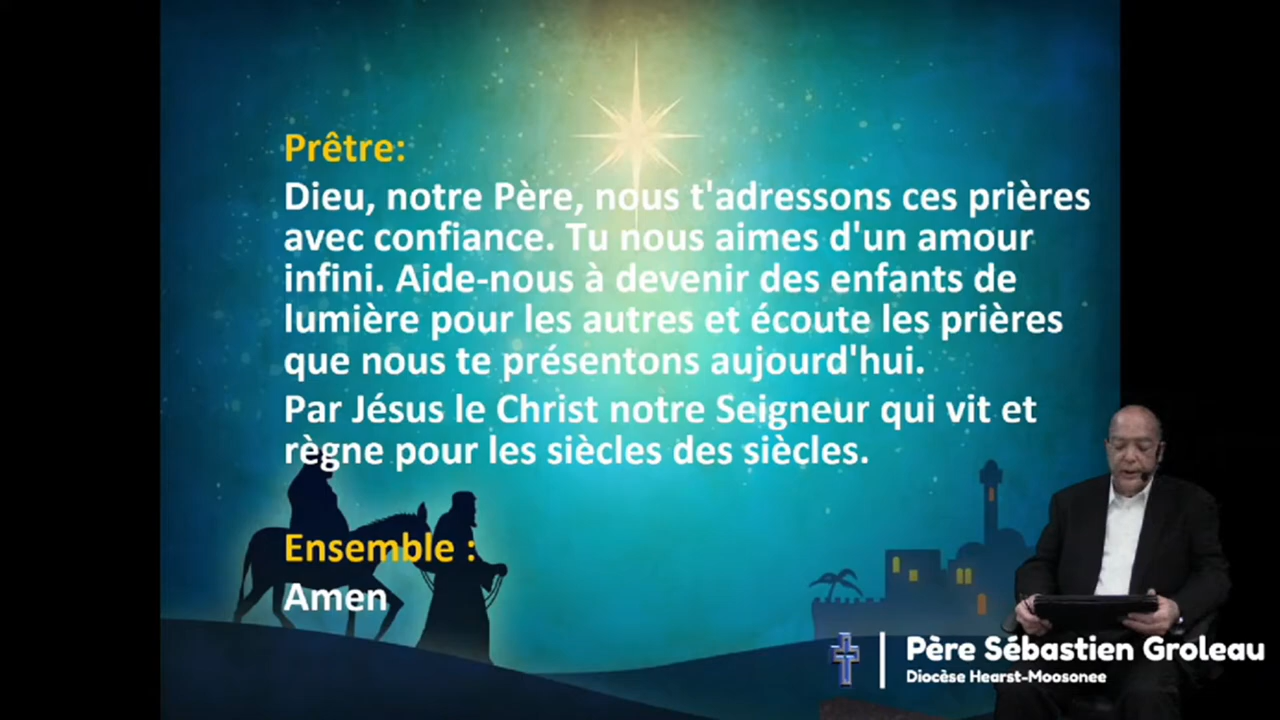 Prêtre:
Dieu, notre Père, nous t'adressons ces prières
avec confiance. Tu nous aimes d'un amour
infini. Aide-nous à devenir des enfants de
lumière pour les autres et écoute les prières
que nous te présentons aujourd'hui.
Par Jésus le Christ notre Seigneur qui vit et
règne pour les siècles des siècles.
Ensemble :
Amen
Père Sébastien Groleau
Diocèse Hearst-Moosonee